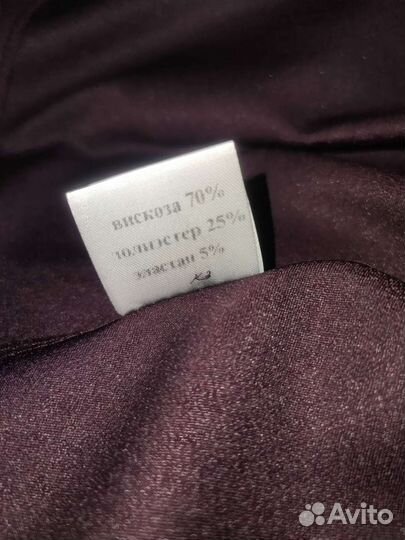 вискоза 70%
полиэстер 25%
эластан 5%
Avito